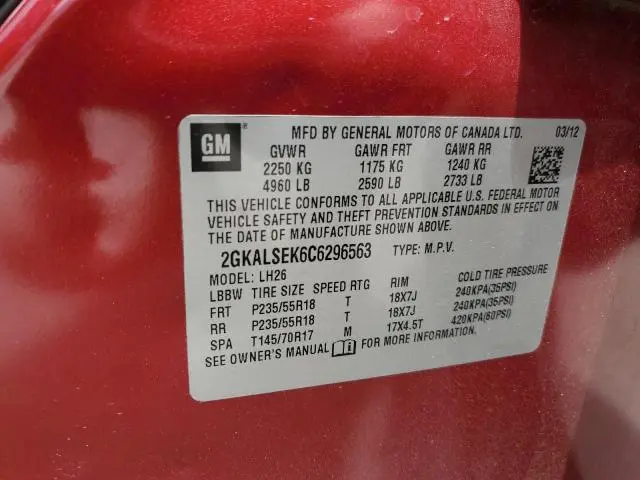 GM ® MFD BY GENERAL MOTORS OF CANADA LTD. 03/12
GVWR GAWR FRT GAWR RR
2250 KG 1175 KG 1240 KG
4960 LB 2590 LB 2733 LB
THIS VEHICLE CONFORMS TO ALL APPLICABLE U.S. FEDERAL MOTOR
VEHICLE SAFETY AND THEFT PREVENTION STANDARDS IN EFFECT ON
THE DATE OF MANUFACTURE SHOWN ABOVE.
2GKALSEK6C6296563 TYPE: M.P.V.
MODEL: LH26
LBBW TIRE SIZE SPEED RTG RIM COLD TIRE PRESSURE
FRT P235/55R18 T 18X7J 240KPA(35PSI)
RR P235/55R18 T 18X7J 240KPA(35PSI)
SPA T145/70R17 M 17X4.5T 420KPA(60PSI)
SEE OWNER'S MANUAL FOR MORE INFORMATION.